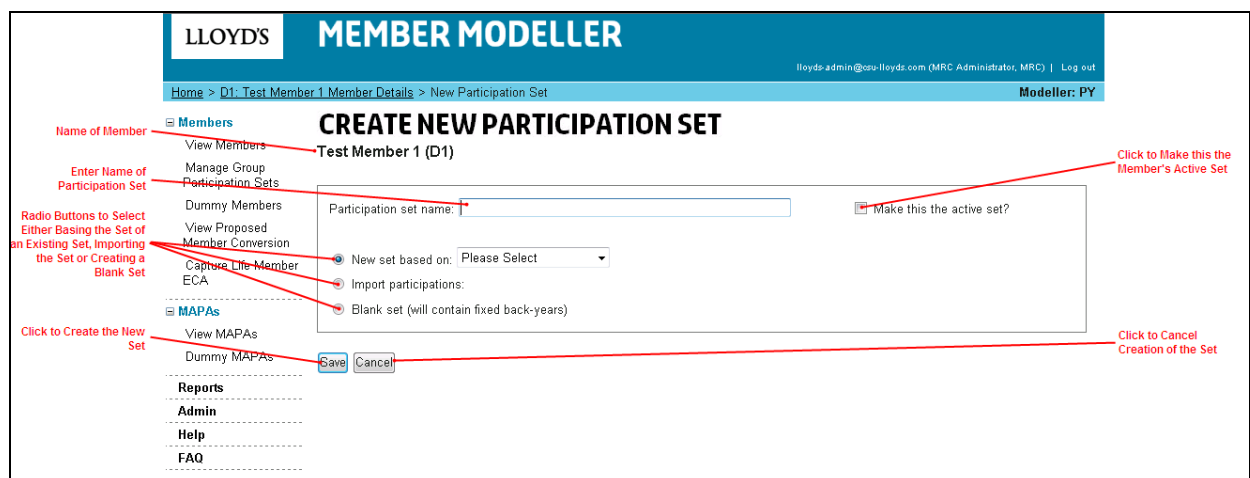 LLOYD'S
MEMBER MODELLER
lloyds-admin@csu-lloyds.com (MRC Administrator, MRC) | Log out
Home > D1: Test Member 1 Member Details > New Participation Set
Modeller: PY
Members
View Members
Manage Group
Participation Sets
Dummy Members
View Proposed
Member Conversion
Capture Life Member
ECA
MAPAs
View MAPAs
Dummy MAPAs
Reports
Admin
Help
FAQ
CREATE NEW PARTICIPATION SET
Test Member 1 (D1)
Participation set name:
Make this the active set?
New set based on: Please Select
Import participations:
Blank set (will contain fixed back-years)
Save Cancel
Name of Member
Enter Name of
Participation Set
Radio Buttons to Select
Either Basing the Set of
an Existing Set, Importing
the Set or Creating a
Blank Set
Click to Create the New
Set
Click to Make this the
Member's Active Set
Click to Cancel
Creation of the Set